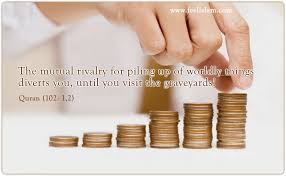 www.feelislam.com
The mutual rivalry for piling up of worldly things
diverts you, until you visit the graveyards!
Quran (102: 1,2)